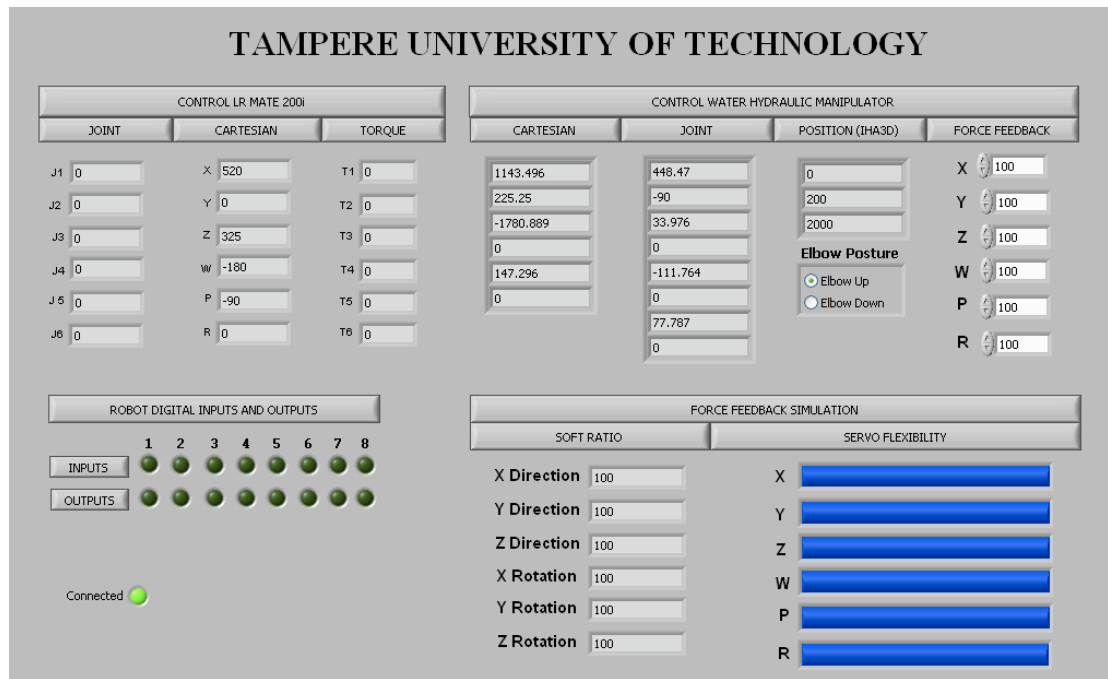 TAMPERE UNIVERSITY OF TECHNOLOGY
CONTROL LR MATE 200i
JOINT CARTESIAN TORQUE
J1 0 X 520 T1 0
J2 0 Y 0 T2 0
J3 0 Z 325 T3 0
J4 0 W -180 T4 0
J5 0 P -90 T5 0
J6 0 R 0 T6 0
CONTROL WATER HYDRAULIC MANIPULATOR
CARTESIAN JOINT POSITION (IHA3D) FORCE FEEDBACK
1143.496
225.25
-1780.889
0
147.296
0
448.47
-90
33.976
0
-111.764
0
77.787
0
0
200
2000
Elbow Posture
Elbow Up
Elbow Down
X 100
Y 100
Z 100
W 100
P 100
R 100
ROBOT DIGITAL INPUTS AND OUTPUTS
1 2 3 4 5 6 7 8
INPUTS
OUTPUTS
Connected
FORCE FEEDBACK SIMULATION
SOFT RATIO SERVO FLEXIBILITY
X Direction 100 X
Y Direction 100 Y
Z Direction 100 Z
X Rotation 100 W
Y Rotation 100 P
Z Rotation 100 R